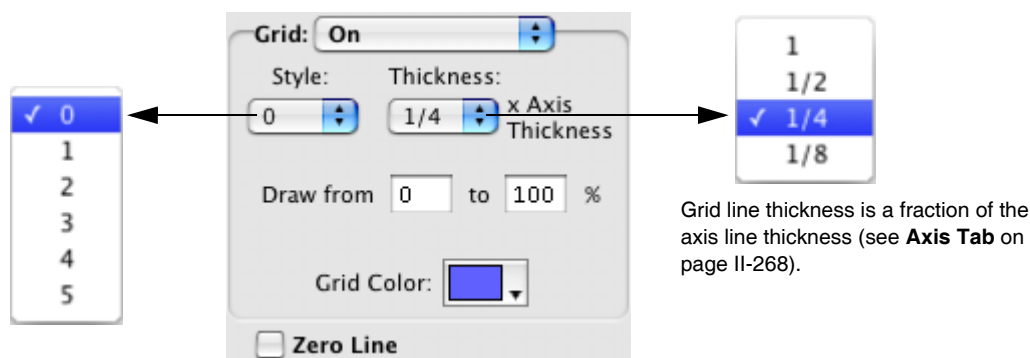 Grid: On
Style: Thickness:
0 1/4 x Axis
Thickness
Draw from 0 to 100 %
Grid Color:
Zero Line
✓ 0
1
2
3
4
5
1
1/2
✓ 1/4
1/8
Grid line thickness is a fraction of the
axis line thickness (see Axis Tab on
page II-268).